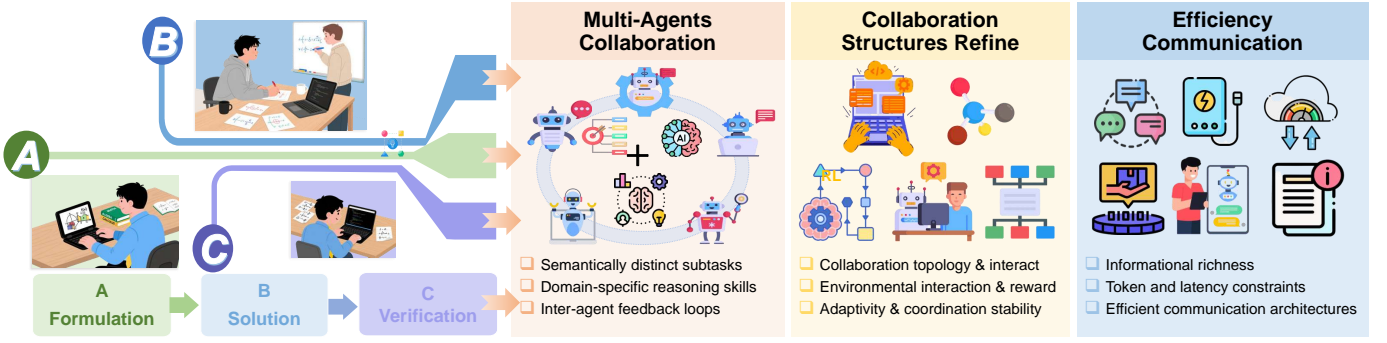 B
A
C
A
Formulation
B
Solution
C
Verification
Multi-Agents
Collaboration
AI
+
Semantically distinct subtasks
Domain-specific reasoning skills
Inter-agent feedback loops
Collaboration
Structures Refine
RL
Collaboration topology & interact
Environmental interaction & reward
Adaptivity & coordination stability
Efficiency
Communication
Informational richness
Token and latency constraints
Efficient communication architectures